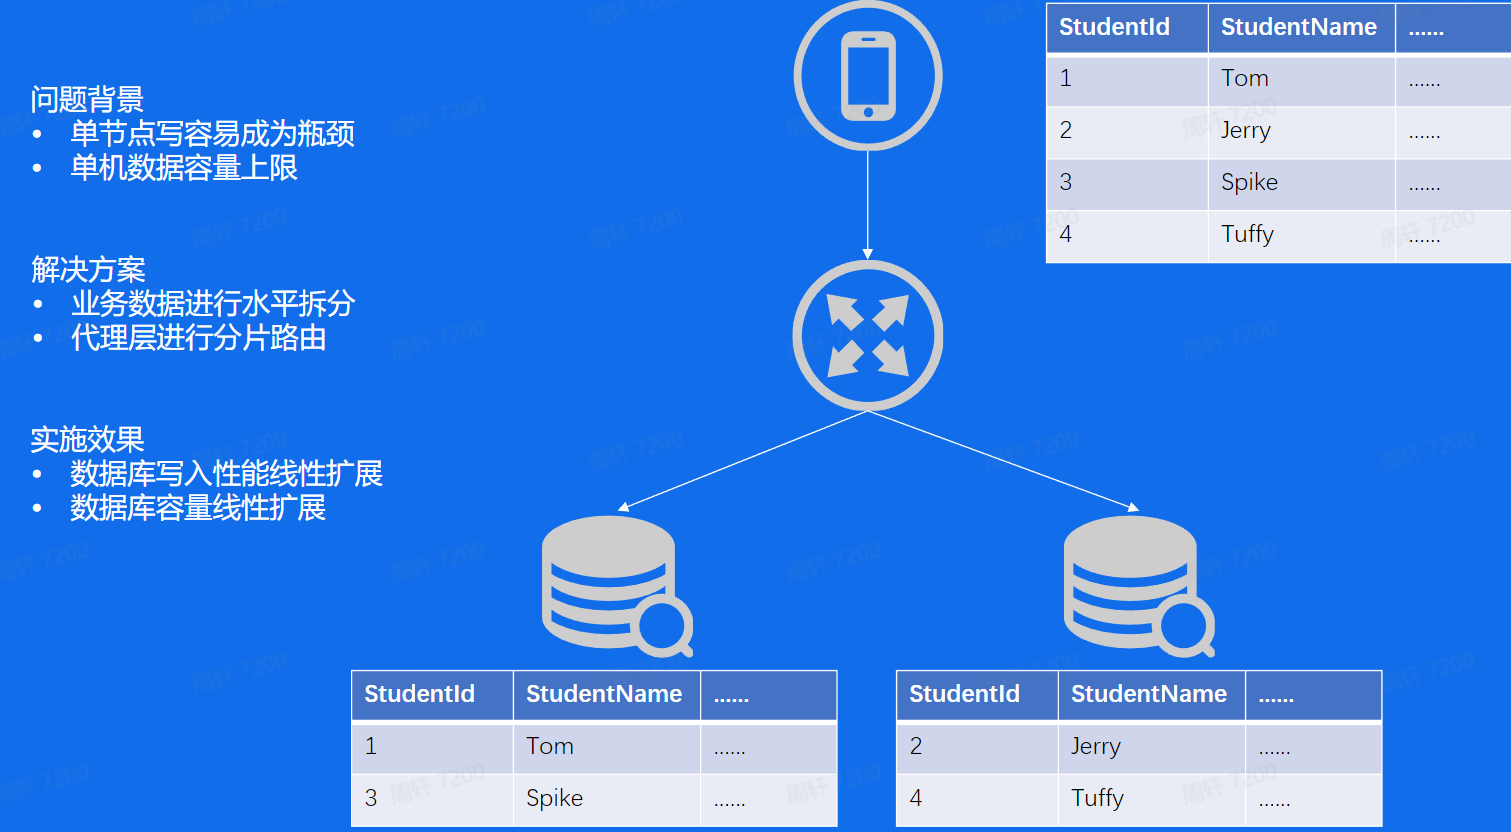 问题背景
• 单节点写容易成为瓶颈
• 单机数据容量上限
解决方案
• 业务数据进行水平拆分
• 代理层进行分片路由
实施效果
• 数据库写入性能线性扩展
• 数据库容量线性扩展
StudentId StudentName ......
1 Tom ......
2 Jerry ......
3 Spike ......
4 Tuffy ......
StudentId StudentName ......
1 Tom ......
3 Spike ......
StudentId StudentName ......
2 Jerry ......
4 Tuffy ......
周轩 7200